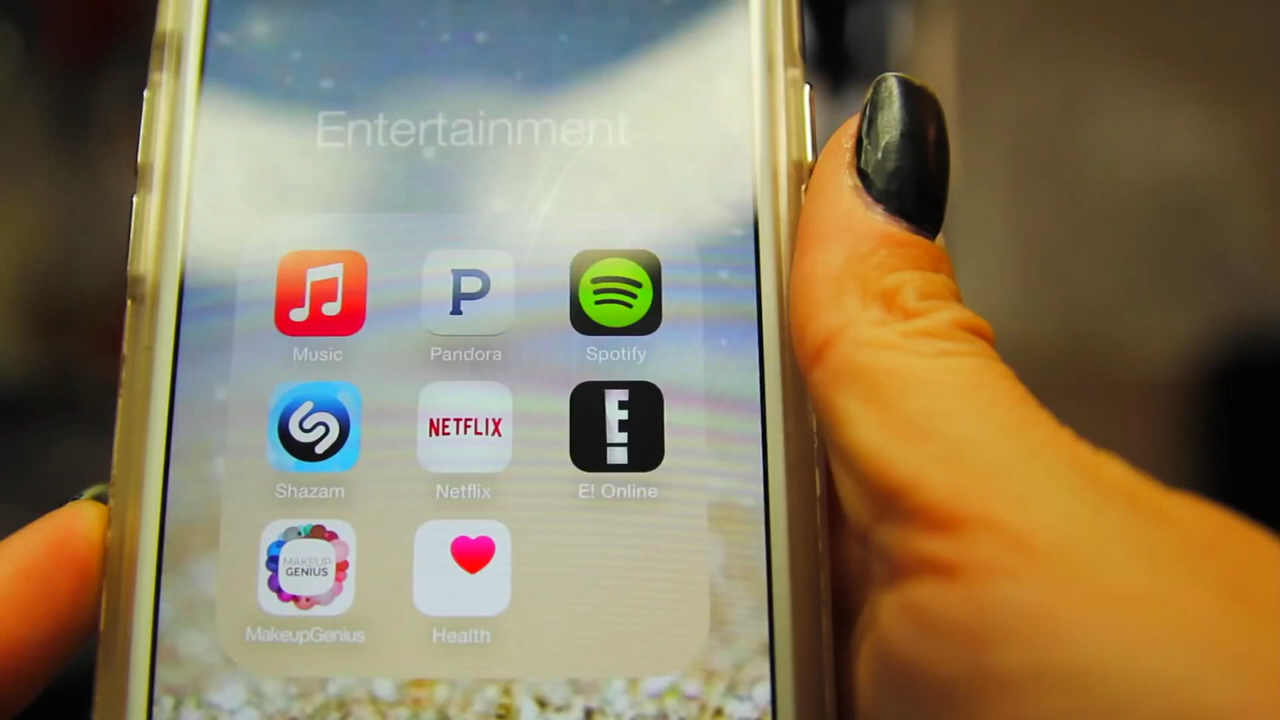 Entertainment
P
Music
Pandora
Spotify
NETFLIX
E!
Shazam
Netflix
E! Online
MAKEUP
GENIUS
MakeupGenius
Health